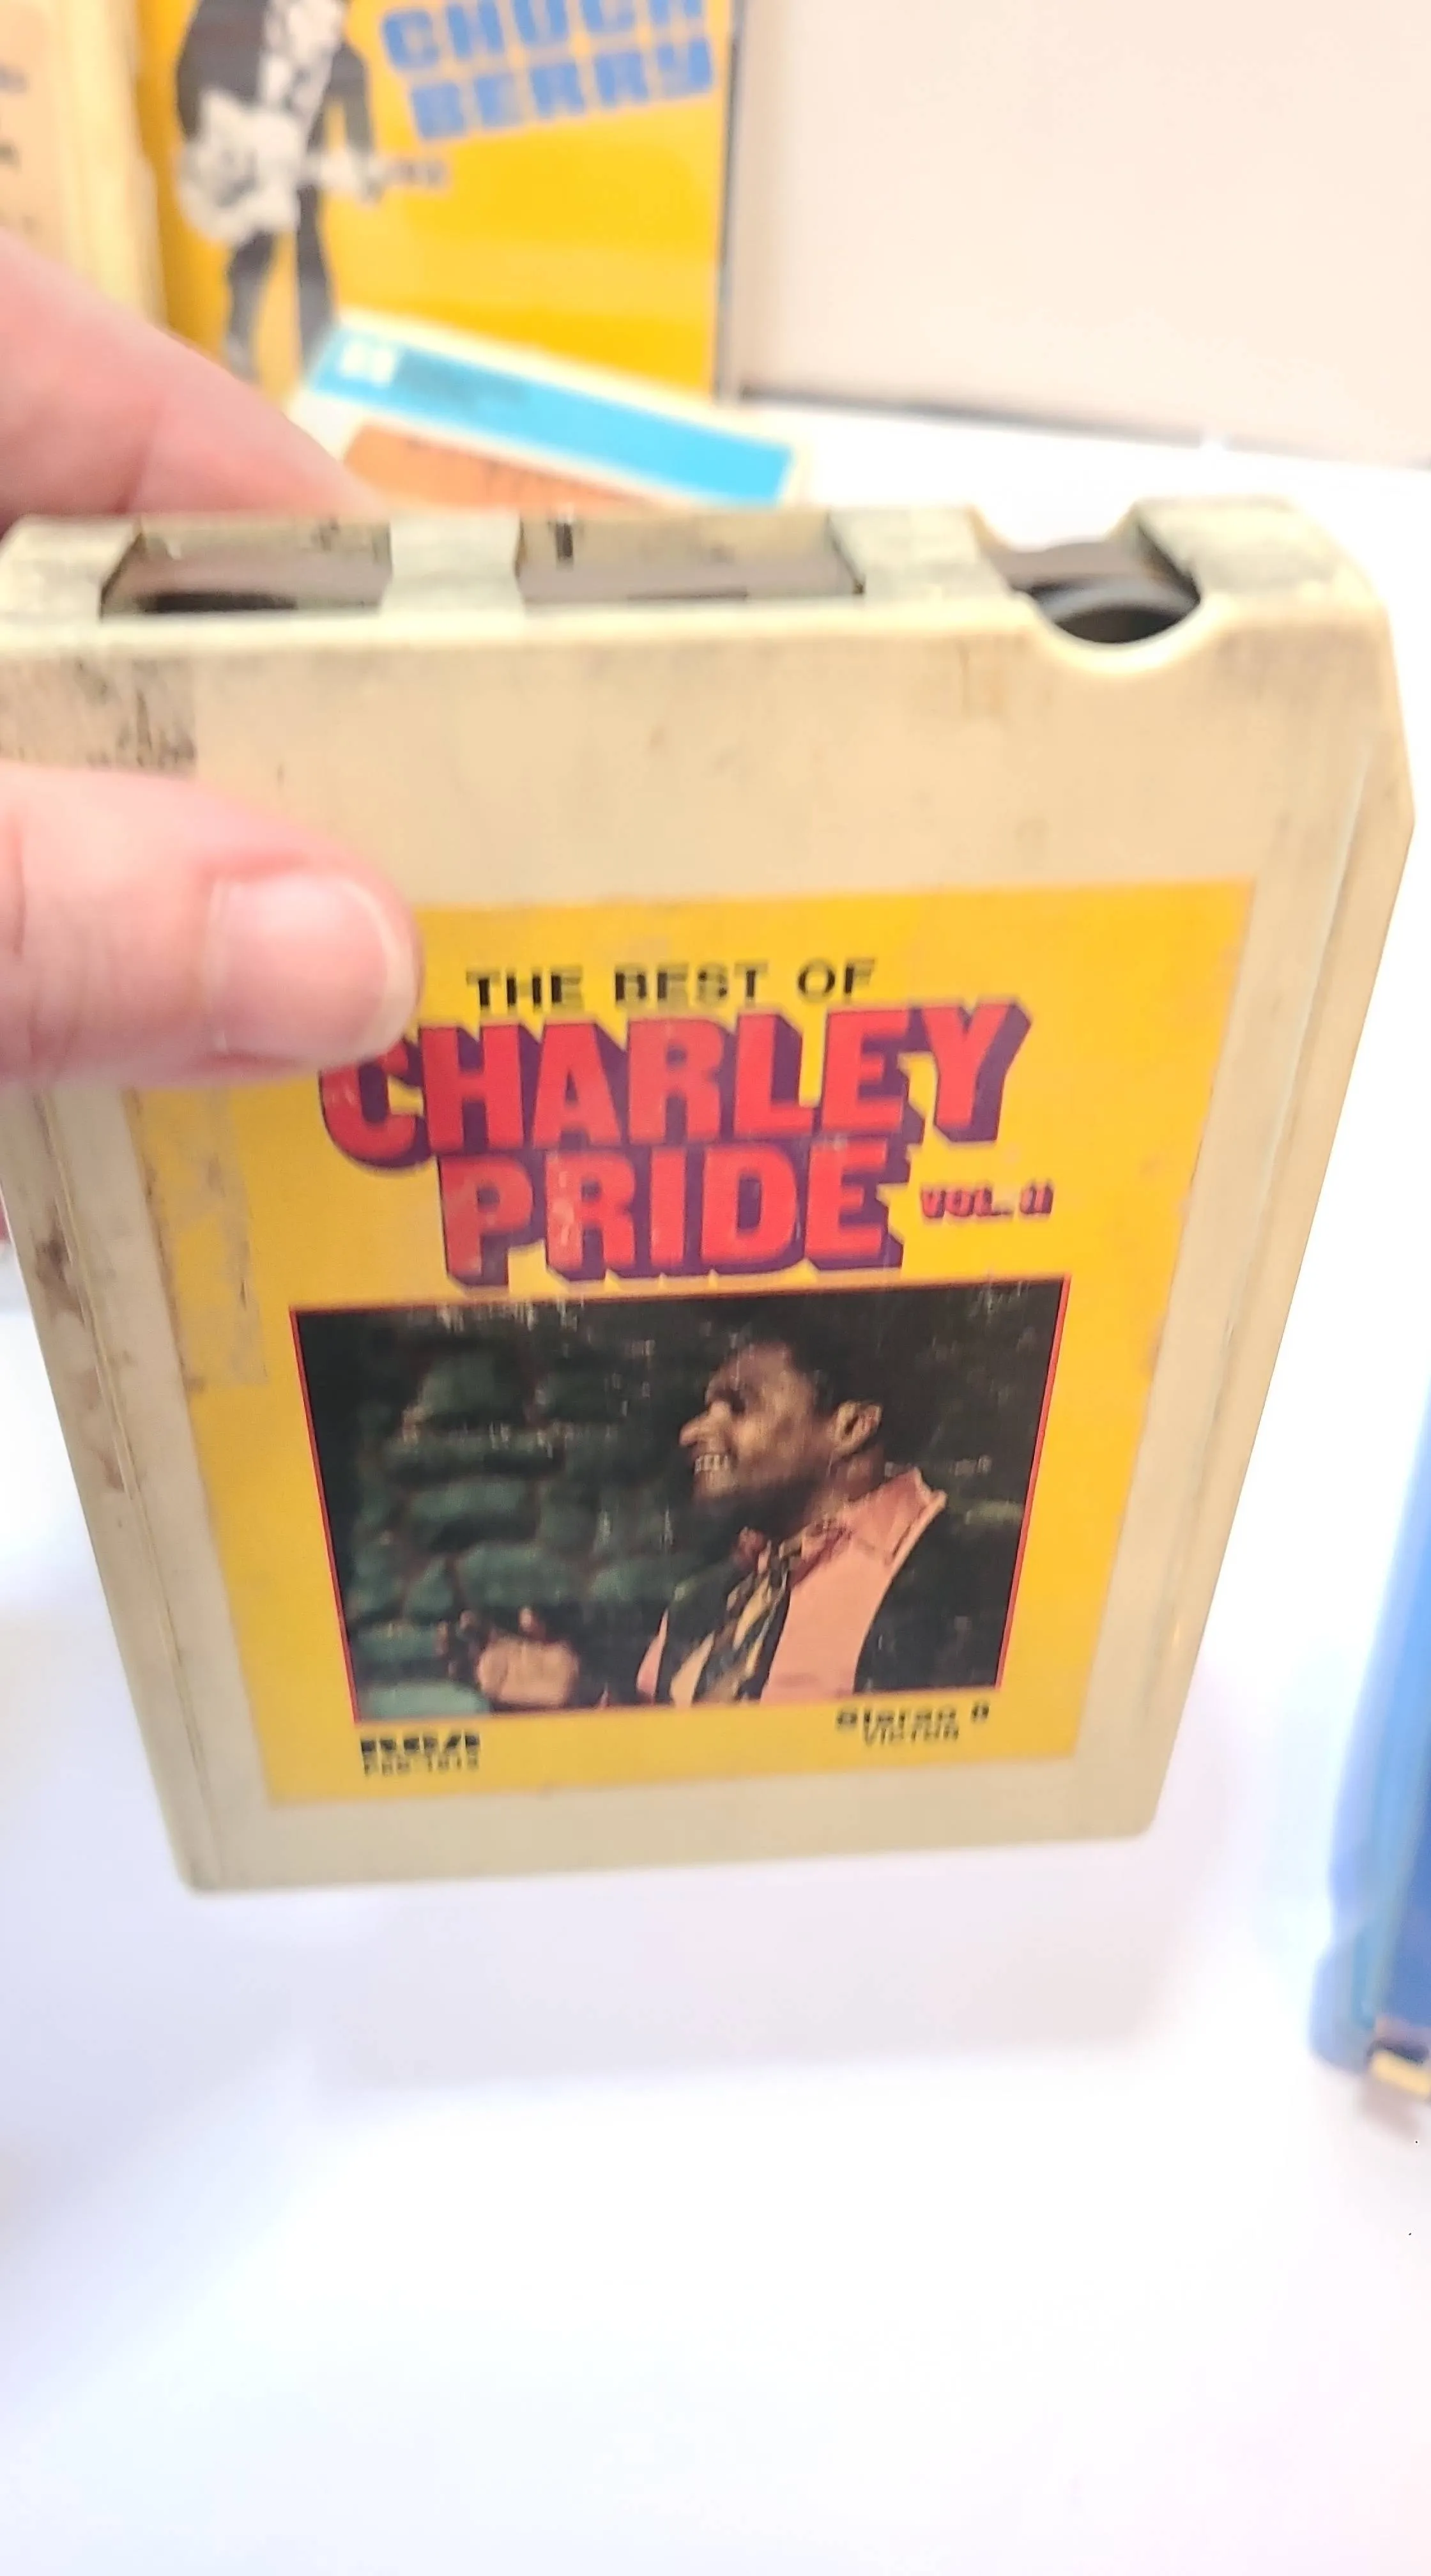 CHUCK
BERRY
THE BEST OF
CHARLEY
PRIDE VOL. II
RCA
Stereo 8
VICTOR